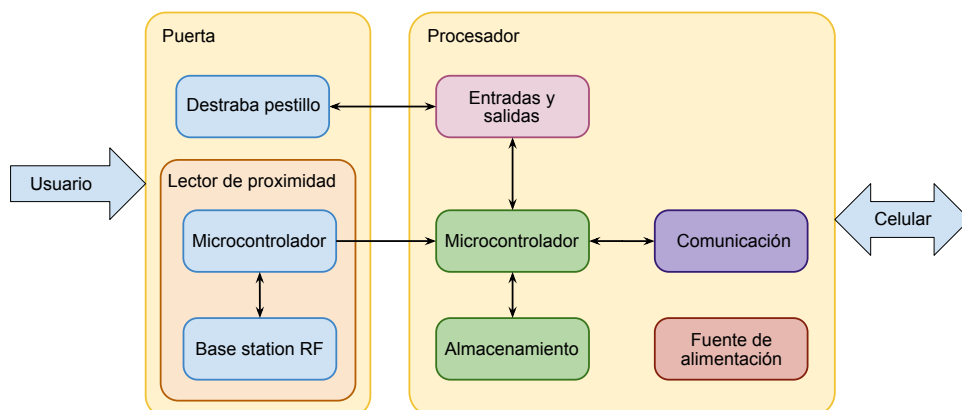 Puerta
Procesador
Destraba pestillo
Entradas y
salidas
Usuario
Lector de proximidad
Celular
Microcontrolador
Microcontrolador
Comunicación
Base station RF
Almacenamiento
Fuente de
alimentación